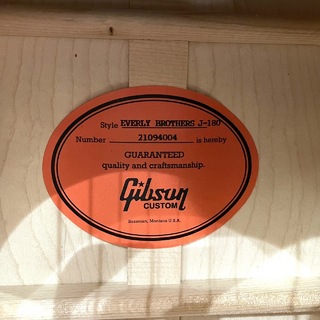 Style EVERLY BROTHERS J-180
Number 21094004 is hereby
GUARANTEED
quality and craftsmanship.
Gibson
CUSTOM
Bozeman, Montana U.S.A.